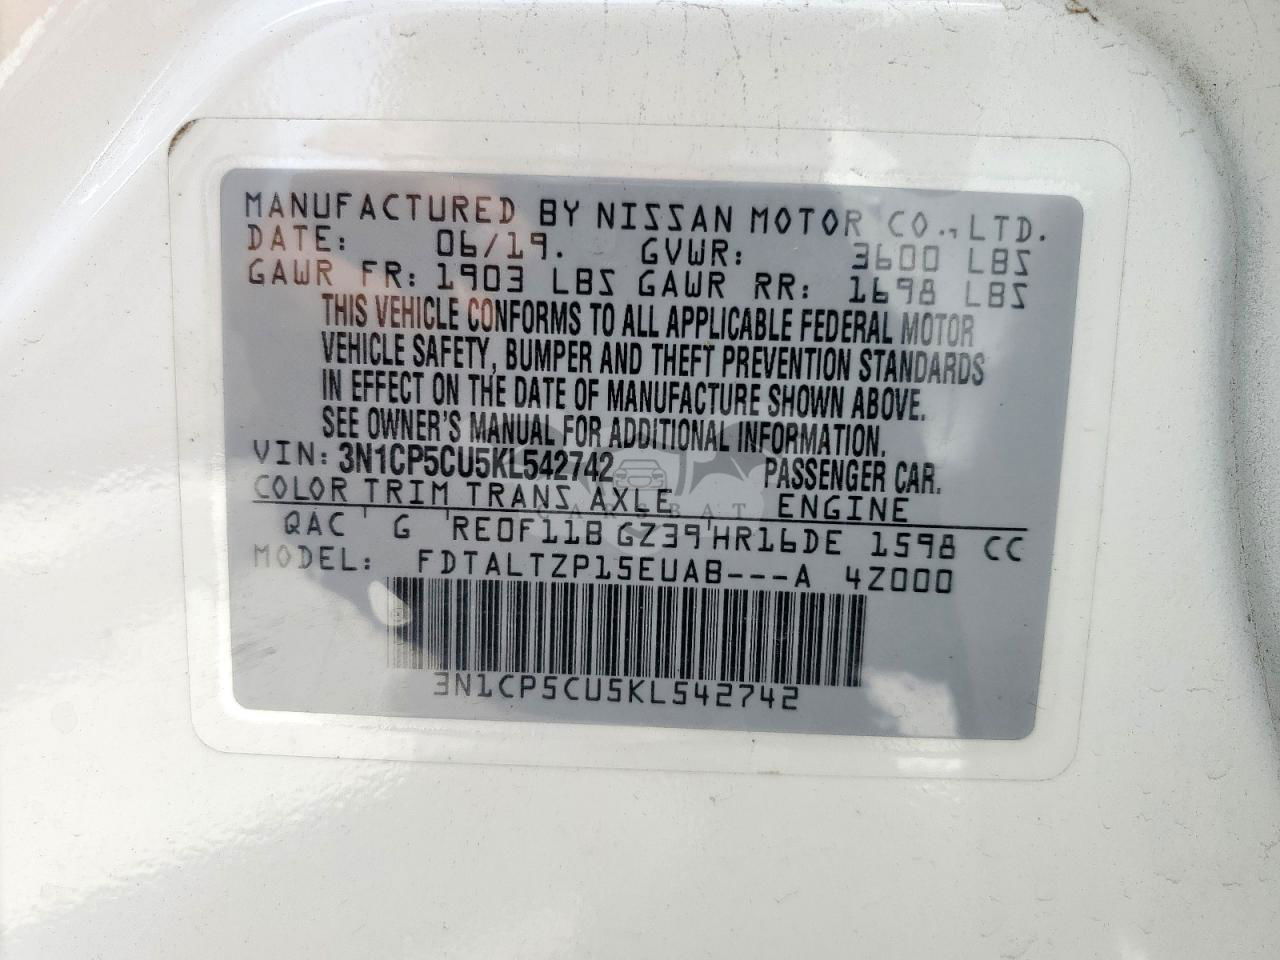 MANUFACTURED BY NISSAN MOTOR CO., LTD.
DATE: 06/19. GVWR: 3600 LBS
GAWR FR: 1903 LBS GAWR RR: 1698 LBS
THIS VEHICLE CONFORMS TO ALL APPLICABLE FEDERAL MOTOR
VEHICLE SAFETY, BUMPER AND THEFT PREVENTION STANDARDS
IN EFFECT ON THE DATE OF MANUFACTURE SHOWN ABOVE.
SEE OWNER'S MANUAL FOR ADDITIONAL INFORMATION.
VIN: 3N1CP5CU5KL542742 PASSENGER CAR.
COLOR TRIM TRANS AXLE ENGINE
CARSBAT
QAC G RE0F11B GZ39 HR16DE 1598 CC
MODEL: FDTALTZP15EUAB---A 4Z000
3N1CP5CU5KL542742